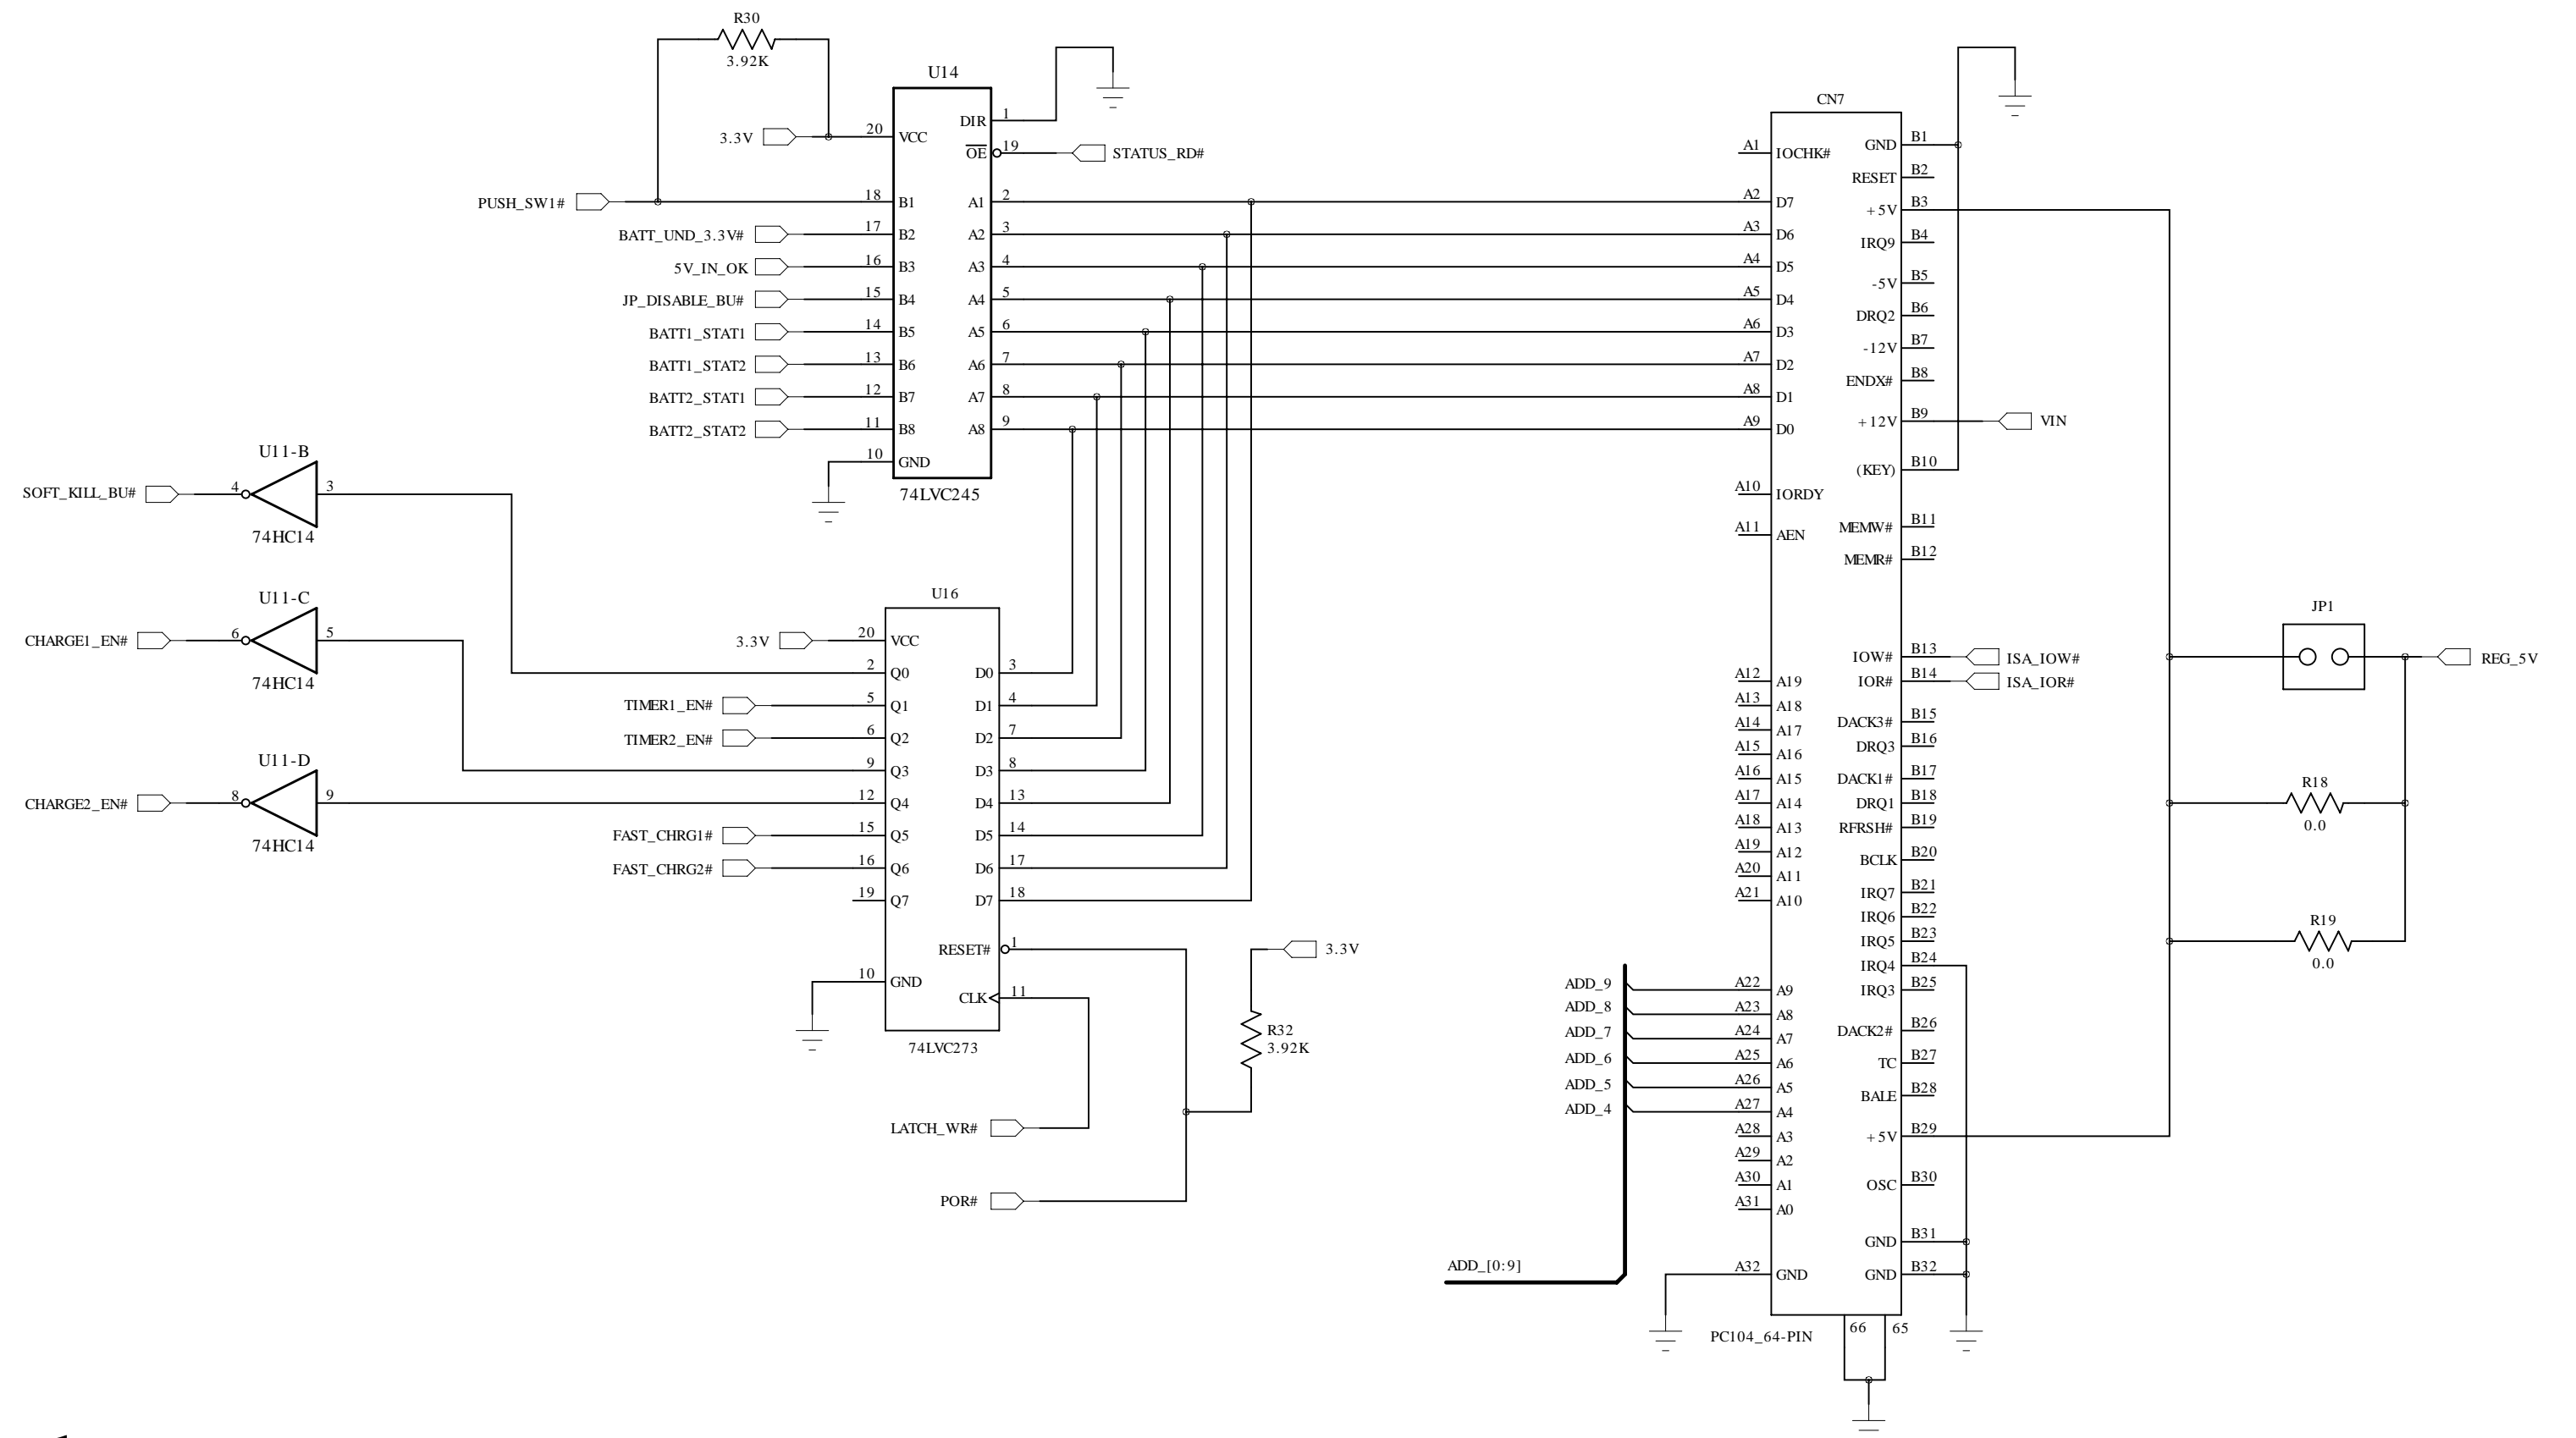 R30
3.92K
U14
3.3V
20
VCC
DIR
1
OE
19
STATUS_RD#
PUSH_SW1#
18
B1
A1
2
BATT_UND_3.3V#
17
B2
A2
3
5V_IN_OK
16
B3
A3
4
JP_DISABLE_BU#
15
B4
A4
5
BATT1_STAT1
14
B5
A5
6
BATT1_STAT2
13
B6
A6
7
BATT2_STAT1
12
B7
A7
8
BATT2_STAT2
11
B8
A8
9
10
GND
74LVC245
U11-B
SOFT_KILL_BU#
4
3
74HC14
U11-C
CHARGE1_EN#
6
5
74HC14
U11-D
CHARGE2_EN#
8
9
74HC14
U16
3.3V
20
VCC
2
Q0
D0
3
TIMER1_EN#
5
Q1
D1
4
TIMER2_EN#
6
Q2
D2
7
9
Q3
D3
8
12
Q4
D4
13
FAST_CHRG1#
15
Q5
D5
14
FAST_CHRG2#
16
Q6
D6
17
19
Q7
D7
18
RESET#
1
10
GND
CLK
11
74LVC273
3.3V
R32
3.92K
LATCH_WR#
POR#
CN7
A1
IOCHK#
A2
D7
A3
D6
A4
D5
A5
D4
A6
D3
A7
D2
A8
D1
A9
D0
A10
IORDY
A11
AEN
A12
A19
A13
A18
A14
A17
A15
A16
A16
A15
A17
A14
A18
A13
A19
A12
A20
A11
A21
A10
ADD_9
A22
A9
ADD_8
A23
A8
ADD_7
A24
A7
ADD_6
A25
A6
ADD_5
A26
A5
ADD_4
A27
A4
A28
A3
A29
A2
A30
A1
A31
A0
ADD_[0:9]
A32
GND
GND
B1
RESET
B2
+5V
B3
IRQ9
B4
-5V
B5
DRQ2
B6
-12V
B7
ENDX#
B8
+12V
B9
VIN
(KEY)
B10
MEMW#
B11
MEMR#
B12
IOW#
B13
ISA_IOW#
IOR#
B14
ISA_IOR#
DACK3#
B15
DRQ3
B16
DACK1#
B17
DRQ1
B18
RFRSH#
B19
BCLK
B20
IRQ7
B21
IRQ6
B22
IRQ5
B23
IRQ4
B24
IRQ3
B25
DACK2#
B26
TC
B27
BALE
B28
+5V
B29
OSC
B30
GND
B31
GND
B32
PC104_64-PIN
66
65
JP1
REG_5V
R18
0.0
R19
0.0